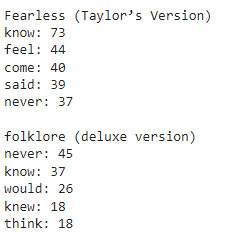 Fearless (Taylor’s Version)
know: 73
feel: 44
come: 40
said: 39
never: 37
folklore (deluxe version)
never: 45
know: 37
would: 26
knew: 18
think: 18